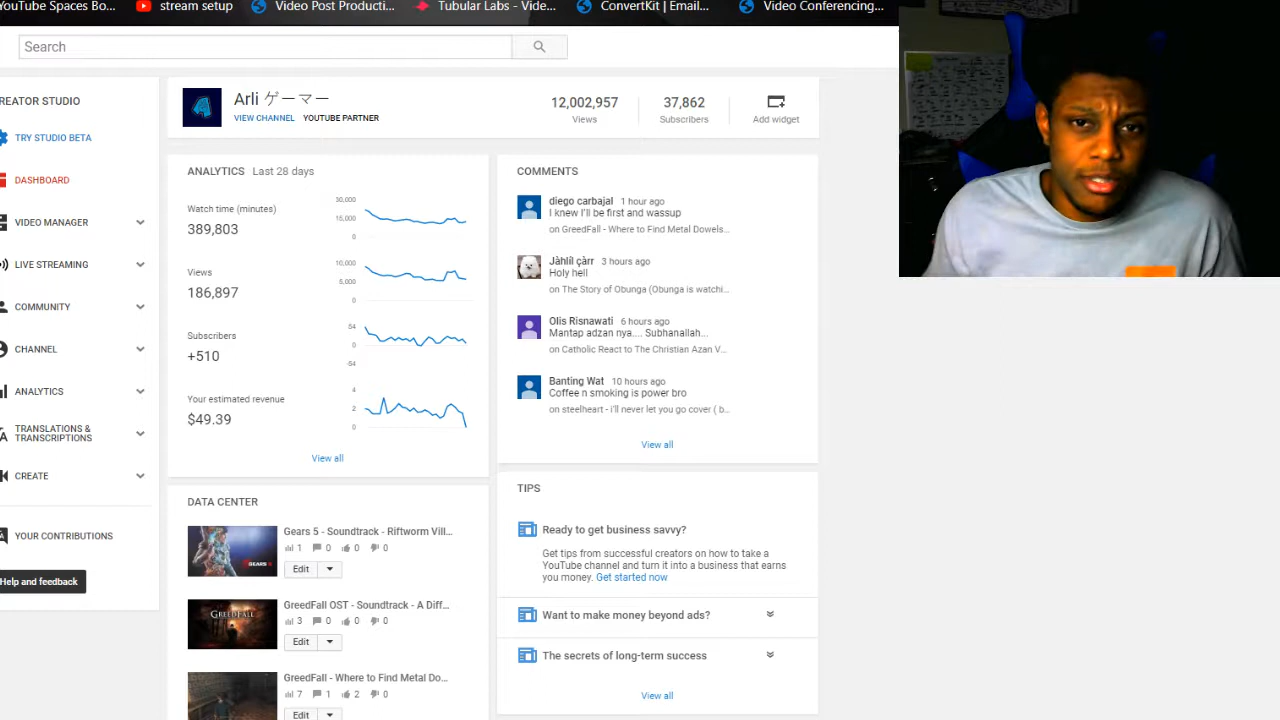 YouTube Spaces Bo...
stream setup
Video Post Producti...
Tubular Labs - Vide...
ConvertKit | Email...
Video Conferencing...
Search
REATOR STUDIO
TRY STUDIO BETA
DASHBOARD
VIDEO MANAGER
LIVE STREAMING
COMMUNITY
CHANNEL
ANALYTICS
TRANSLATIONS &
TRANSCRIPTIONS
CREATE
YOUR CONTRIBUTIONS
Help and feedback
Arli ゲーマー
VIEW CHANNEL YOUTUBE PARTNER
12,002,957
Views
37,862
Subscribers
Add widget
ANALYTICS Last 28 days
Watch time (minutes)
389,803
30,000
15,000
0
Views
186,897
10,000
5,000
0
Subscribers
+510
54
0
-54
Your estimated revenue
$49.39
4
2
0
View all
DATA CENTER
Gears 5 - Soundtrack - Riftworm Vill...
1 0 0 0
Edit
GreedFall OST - Soundtrack - A Diff...
3 0 0 0
Edit
GreedFall - Where to Find Metal Do...
7 1 2 0
Edit
COMMENTS
diego carbajal 1 hour ago
I knew I'll be first and wassup
on GreedFall - Where to Find Metal Dowels...
Jàhlíl çàrr 3 hours ago
Holy hell
on The Story of Obunga (Obunga is watchi...
Olis Risnawati 6 hours ago
Mantap adzan nya.... Subhanallah...
on Catholic React to The Christian Azan V...
Banting Wat 10 hours ago
Coffee n smoking is power bro
on steelheart - i'll never let you go cover ( b...
View all
TIPS
Ready to get business savvy?
Get tips from successful creators on how to take a
YouTube channel and turn it into a business that earns
you money. Get started now
Want to make money beyond ads?
The secrets of long-term success
View all